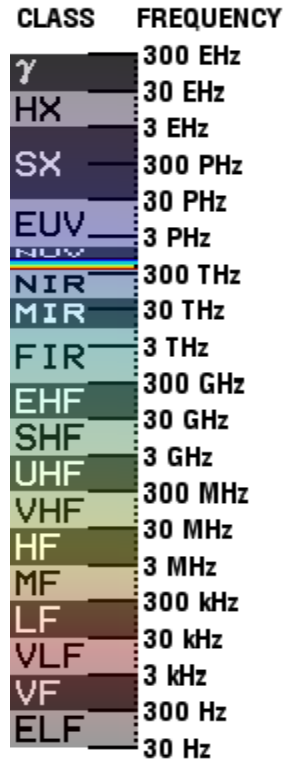 CLASS FREQUENCY
300 EHz
γ
30 EHz
HX
3 EHz
SX 300 PHz
30 PHz
EUV
3 PHz
NUV
300 THz
NIR
MIR 30 THz
3 THz
FIR
300 GHz
EHF
30 GHz
SHF
3 GHz
UHF
300 MHz
VHF
30 MHz
HF
3 MHz
MF
300 kHz
LF
30 kHz
VLF
3 kHz
VF
300 Hz
ELF
30 Hz